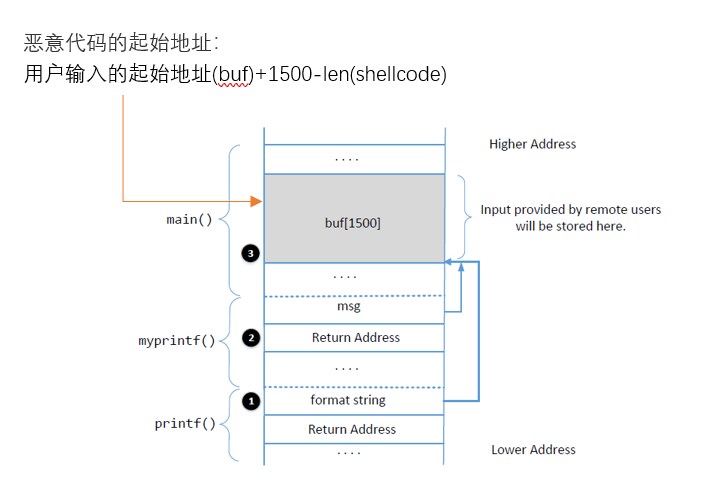 恶意代码的起始地址：
用户输入的起始地址(buf)+1500-len(shellcode)
Higher Address
....
main()
buf[1500]
Input provided by remote users
will be stored here.
3
....
msg
myprintf()
2
Return Address
....
1
format string
printf()
Return Address
....
Lower Address